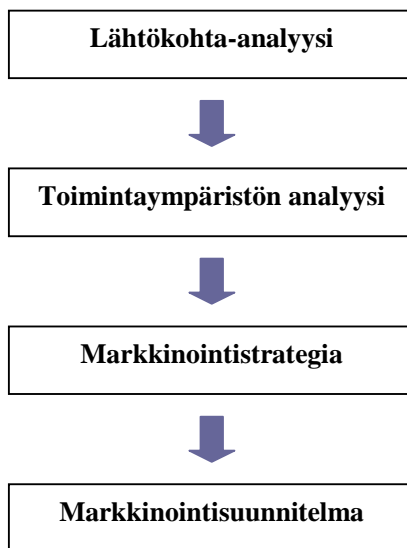 Lähtökohta-analyysi
Toimintaympäristön analyysi
Markkinointistrategia
Markkinointisuunnitelma